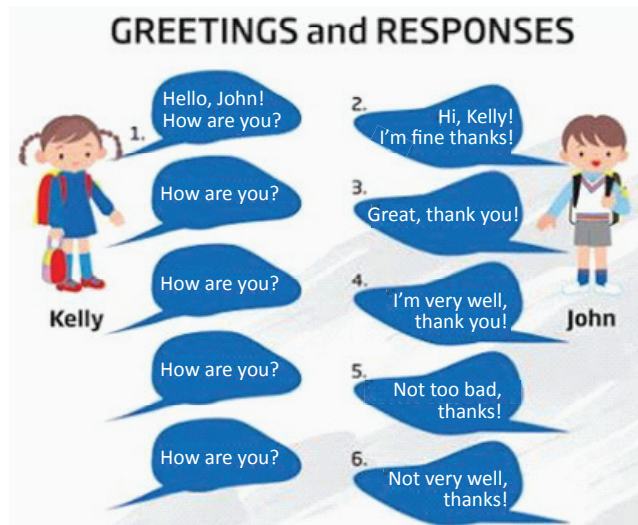 GREETINGS and RESPONSES
1.
Hello, John!
How are you?
2.
Hi, Kelly!
I'm fine thanks!
How are you?
3.
Great, thank you!
How are you?
4.
I'm very well,
thank you!
Kelly
John
How are you?
5.
Not too bad,
thanks!
How are you?
6.
Not very well,
thanks!